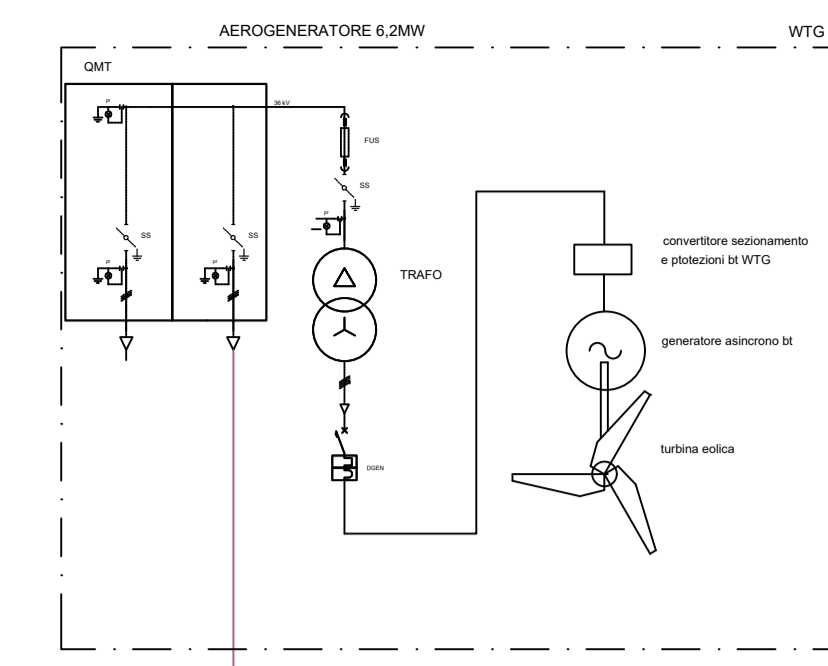 AEROGENERATORE 6,2MW
WTG
QMT
pr
36 kV
FUS
SS
pr
SS
SS
pr
pr
TRAFO
convertitore sezionamento
e ptotezioni bt WTG
generatore asincrono bt
turbina eolica
DGEN